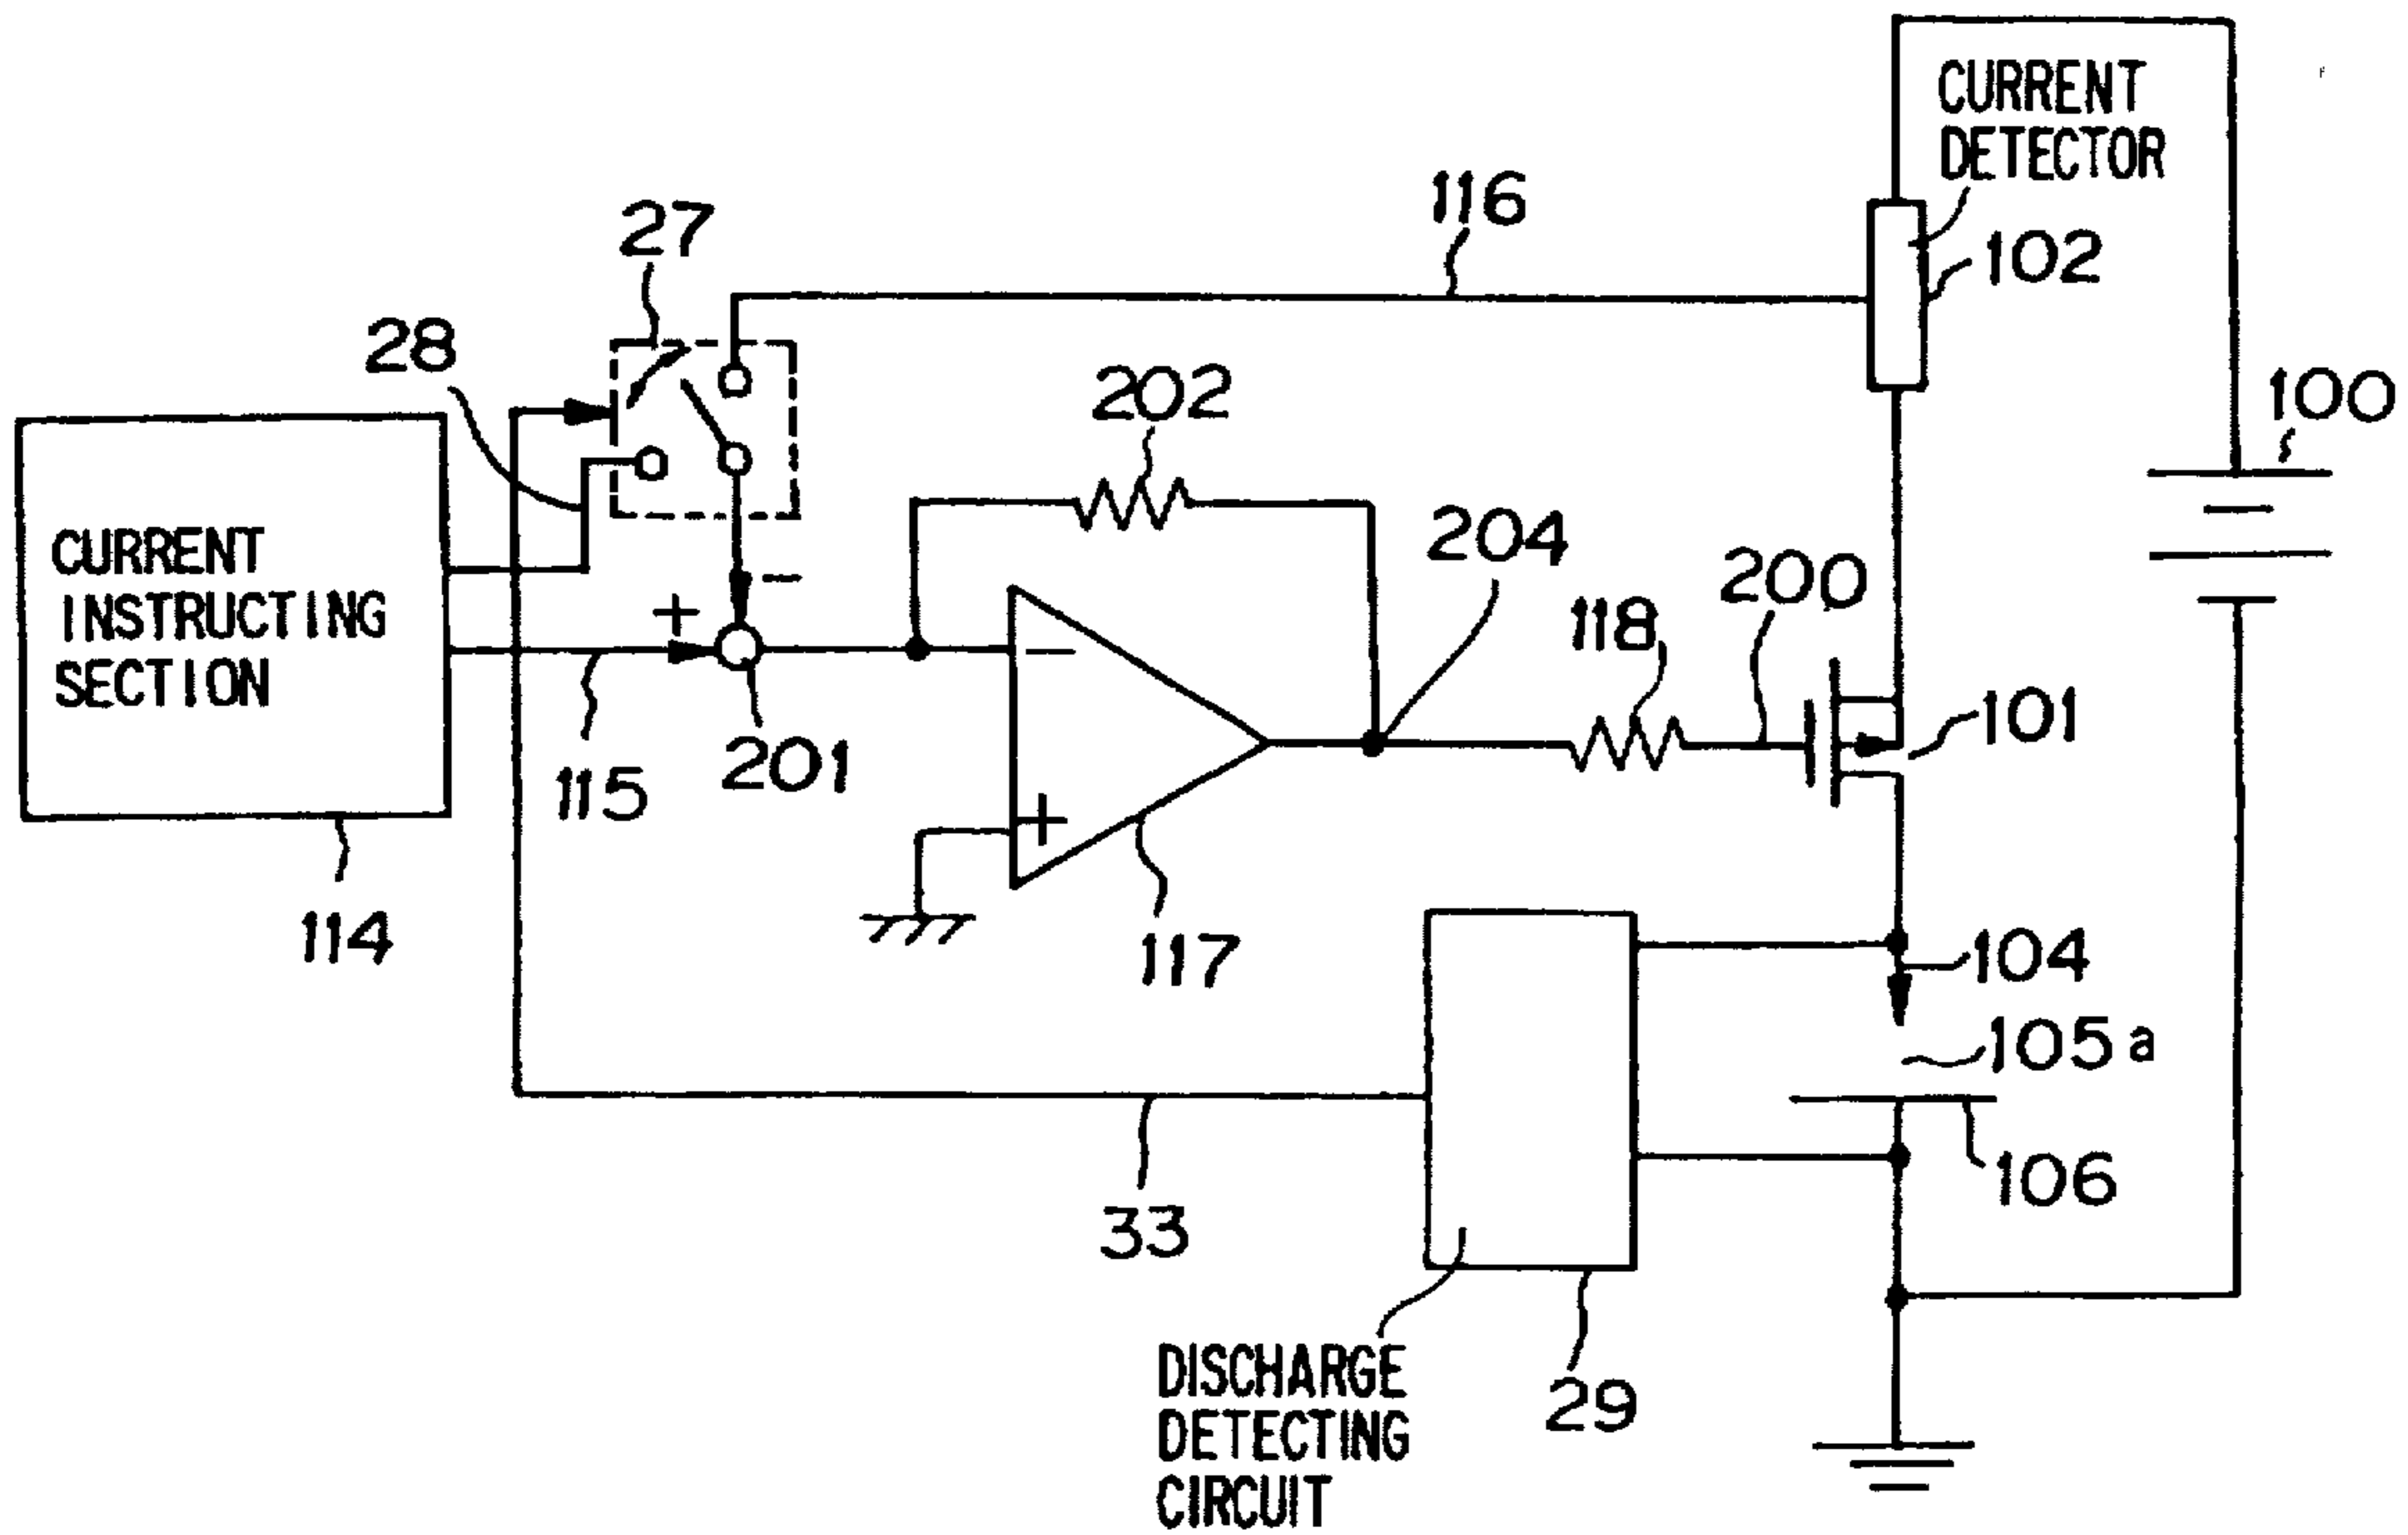 CURRENT
DETECTOR
116
27
102
28
202
100
204
CURRENT
INSTRUCTING
SECTION
-
+
118
200
-
101
115
201
+
114
117
104
105a
106
33
DISCHARGE
DETECTING
CIRCUIT
29